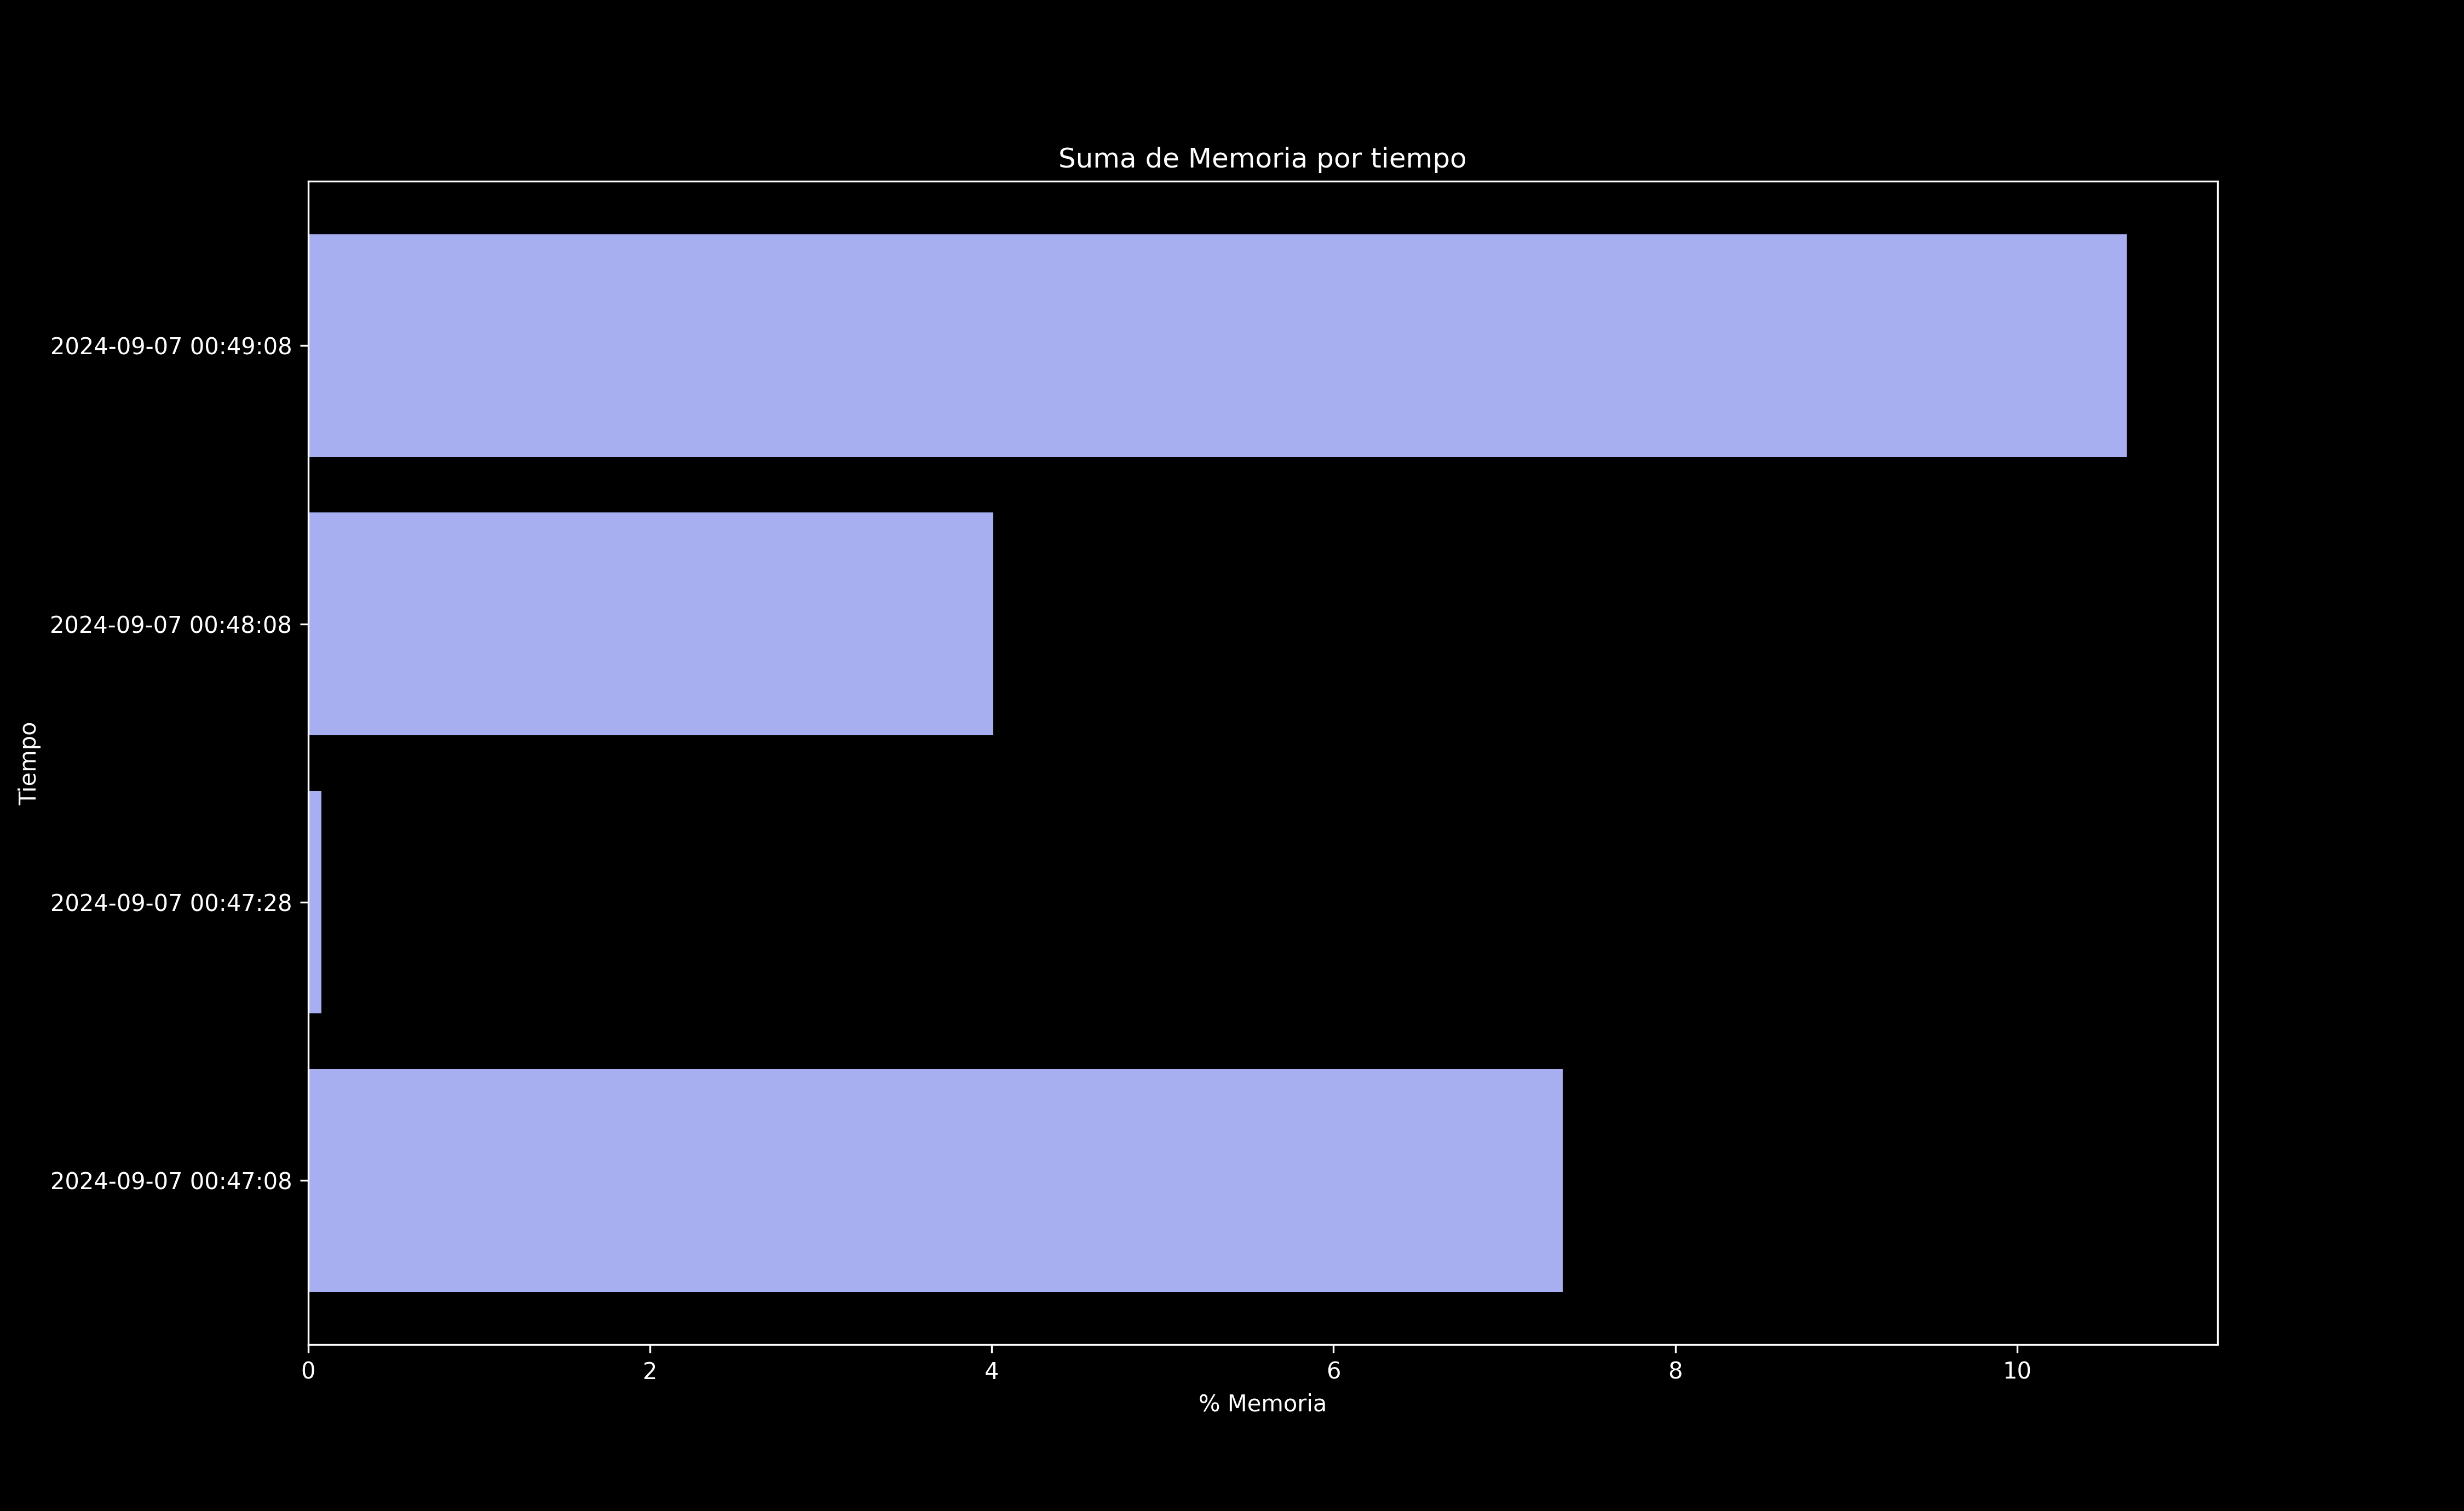 Suma de Memoria por tiempo
2024-09-07 00:49:08
2024-09-07 00:48:08
2024-09-07 00:47:28
2024-09-07 00:47:08
Tiempo
0 2 4 6 8 10
% Memoria